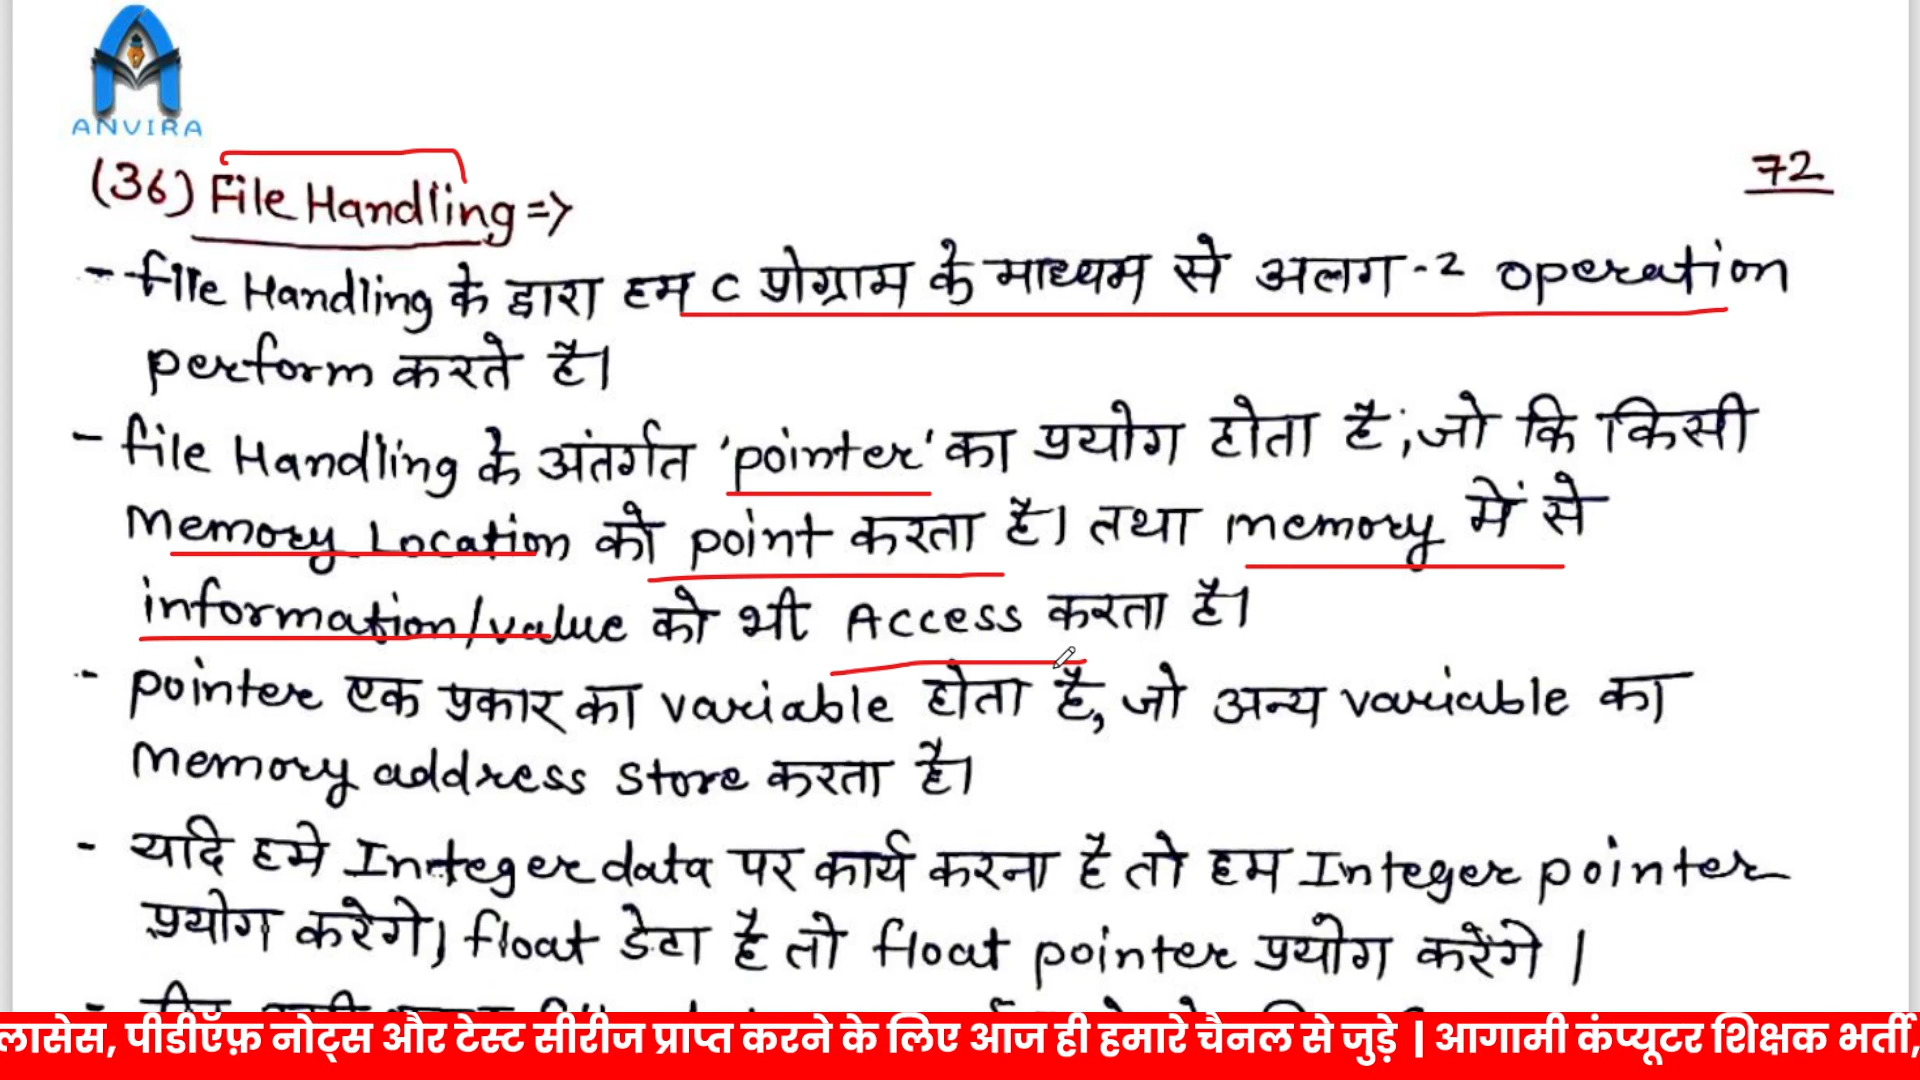 ANVIRA
72
(36) File Handling =>
- file Handling के द्वारा हम C प्रोग्राम के माध्यम से अलग-2 operation
perform करते है।
- file Handling के अंतर्गत 'pointer' का प्रयोग होता है, जो कि किसी
Memory Location को point करता है। तथा memory में से
information/value को भी Access करता है।
- pointer एक प्रकार का variable होता है, जो अन्य variable का
Memory address store करता है।
- यदि हमे Integer data पर कार्य करना है तो हम Integer pointer
प्रयोग करेगे। float डेटा है तो float pointer प्रयोग करेंगे।
लासेस, पीडीऍफ़ नोट्स और टेस्ट सीरीज प्राप्त करने के लिए आज ही हमारे चैनल से जुड़े | आगामी कंप्यूटर शिक्षक भर्ती,